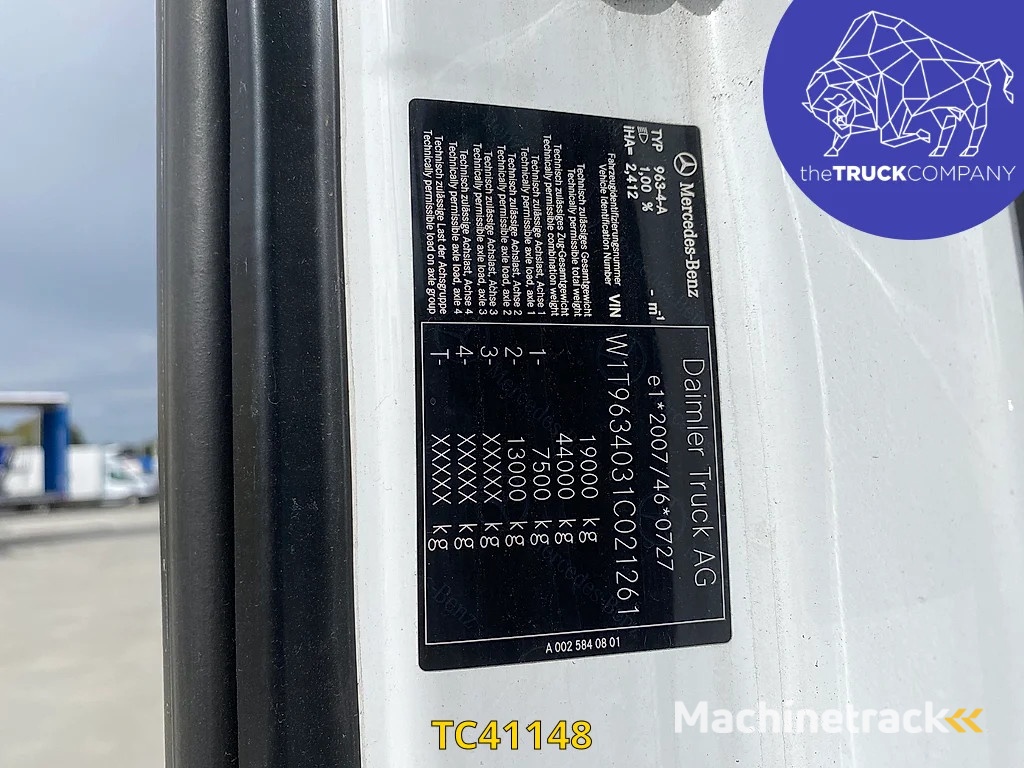 Mercedes-Benz
Daimler Truck AG
TYP 963-4-A
1,00 % - m⁻¹
e1*2007/46*0727
iHA= 2,412
Fahrzeugidentifizierungsnummer
Vehicle Identification Number
VIN W1T9634031C021261
Technisch zulässiges Gesamtgewicht
Technically permissible total weight
19000 kg
Technisch zulässiges Zug-Gesamtgewicht
Technically permissible combination weight
44000 kg
Technisch zulässige Achslast, Achse 1
Technically permissible axle load, axle 1
1- 7500 kg
Technisch zulässige Achslast, Achse 2
Technically permissible axle load, axle 2
2- 13000 kg
Technisch zulässige Achslast, Achse 3
Technically permissible axle load, axle 3
3- XXXXX kg
Technisch zulässige Achslast, Achse 4
Technically permissible axle load, axle 4
4- XXXXX kg
Technisch zulässige Last der Achsgruppe
Technically permissible load on axle group
T- XXXXX kg
A 002 584 08 01
theTRUCKCOMPANY
TC41148
Machinetrack